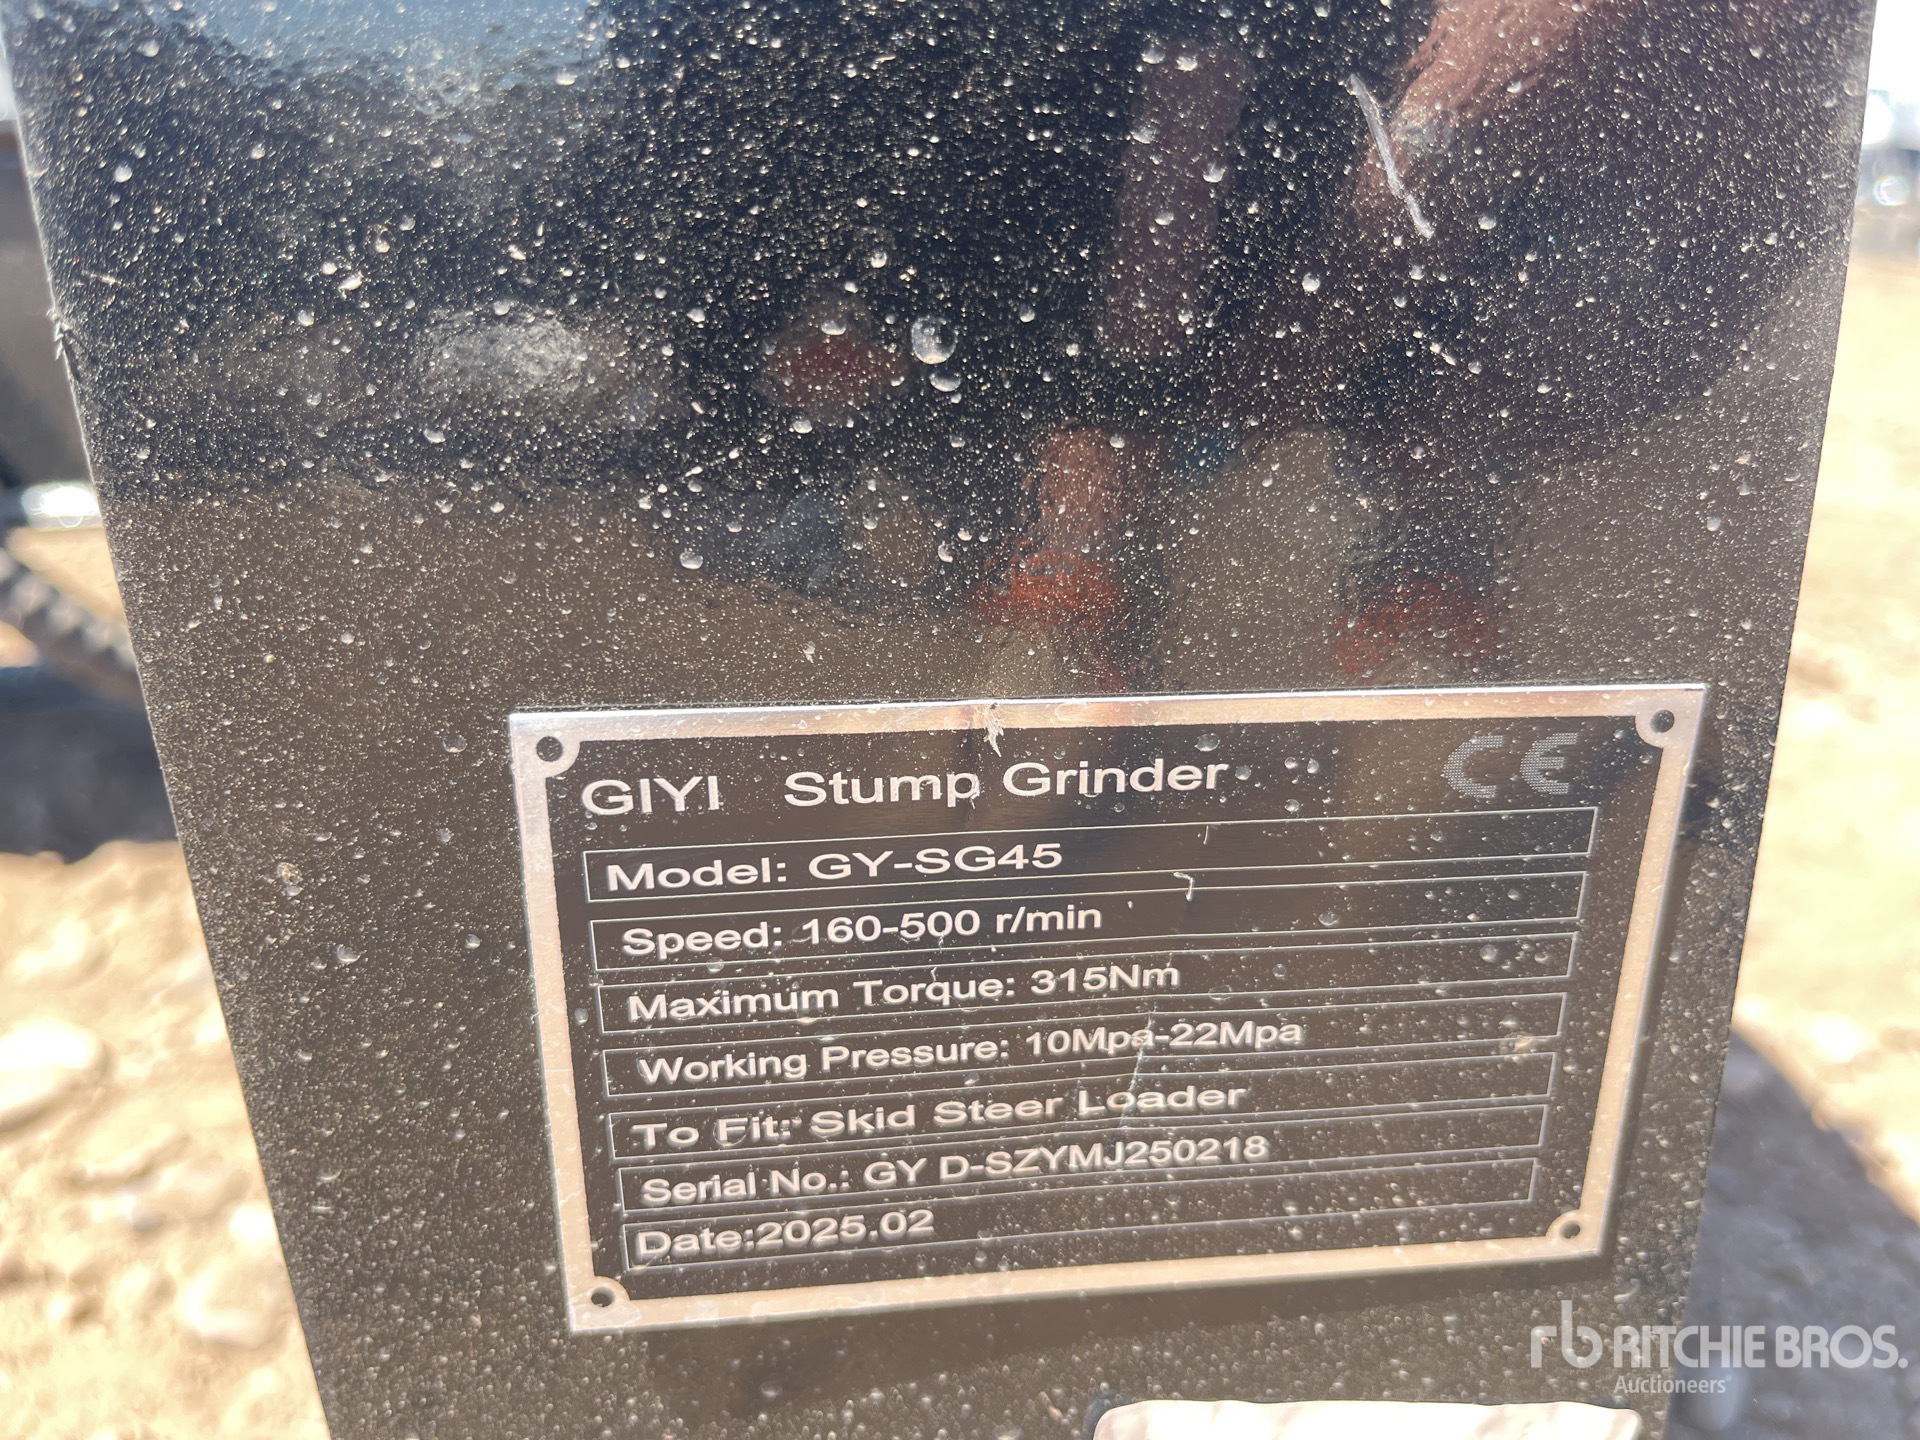 GIYI Stump Grinder CE
Model: GY-SG45
Speed: 160-500 r/min
Maximum Torque: 315Nm
Working Pressure: 10Mpa-22Mpa
To Fit: Skid Steer Loader
Serial No.: GY D-SZYMJ250218
Date:2025.02
rb RITCHIE BROS.
Auctioneers